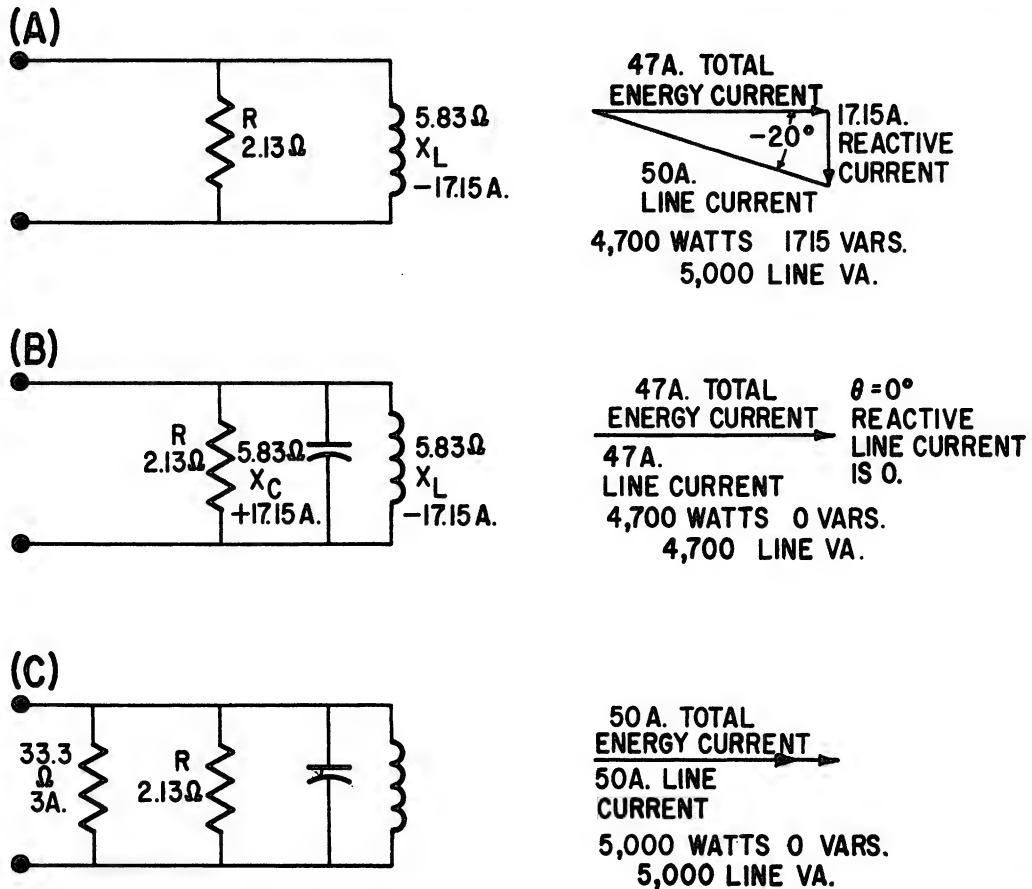 (A)
R
2.13Ω
5.83Ω
X_L
−17.15A.
47A. TOTAL
ENERGY CURRENT
−20°
17.15A.
REACTIVE
CURRENT
50A.
LINE CURRENT
4,700 WATTS 1715 VARS.
5,000 LINE VA.
(B)
R
2.13Ω
5.83Ω
X_C
+17.15A.
5.83Ω
X_L
−17.15A.
47A. TOTAL
ENERGY CURRENT
θ=0°
REACTIVE
LINE CURRENT
IS 0.
47A.
LINE CURRENT
4,700 WATTS 0 VARS.
4,700 LINE VA.
(C)
33.3
Ω
3A.
R
2.13Ω
50A. TOTAL
ENERGY CURRENT
50A. LINE
CURRENT
5,000 WATTS 0 VARS.
5,000 LINE VA.